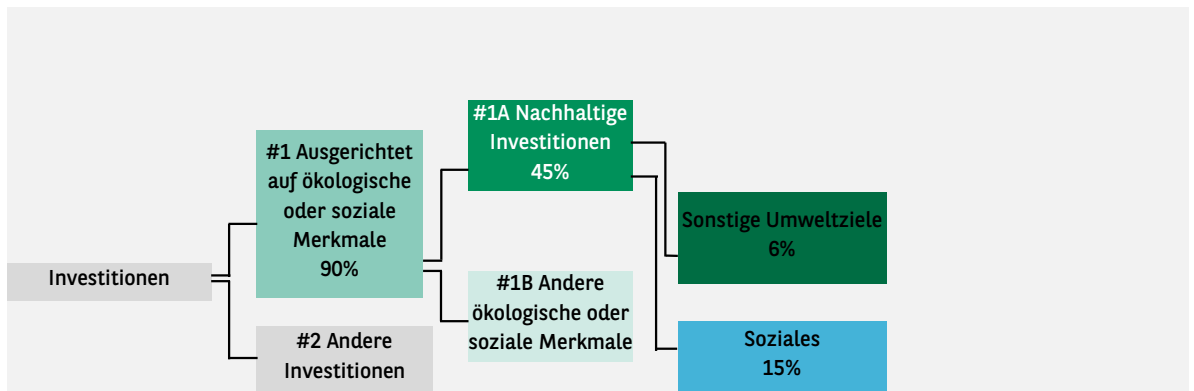 Investitionen
#1 Ausgerichtet
auf ökologische
oder soziale
Merkmale
90%
#2 Andere
Investitionen
#1A Nachhaltige
Investitionen
45%
#1B Andere
ökologische oder
soziale Merkmale
Sonstige Umweltziele
6%
Soziales
15%